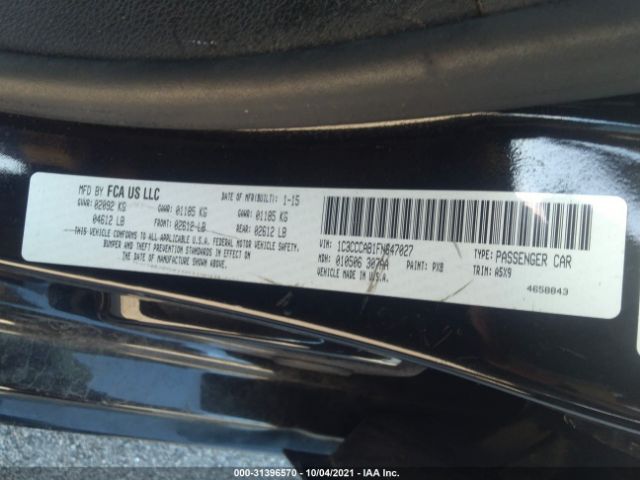 MFD BY FCA US LLC DATE OF MFR(BUILT): 1-15
GVWR: 02092 KG GAWR: 01185 KG GAWR: 01185 KG
04612 LB FRONT: 02612 LB REAR: 02612 LB
THIS VEHICLE CONFORMS TO ALL APPLICABLE U.S.A. FEDERAL MOTOR VEHICLE SAFETY,
BUMPER AND THEFT PREVENTION STANDARDS IN EFFECT ON
THE DATE OF MANUFACTURE SHOWN ABOVE.
VIN: 1C3CCCAB1FN647027 TYPE: PASSENGER CAR
MDH: 010506 307AA PAINT: PX8 TRIM: A5X9
VEHICLE MADE IN U.S.A. 4658843
000-31396570 - 10/04/2021 - IAA Inc.